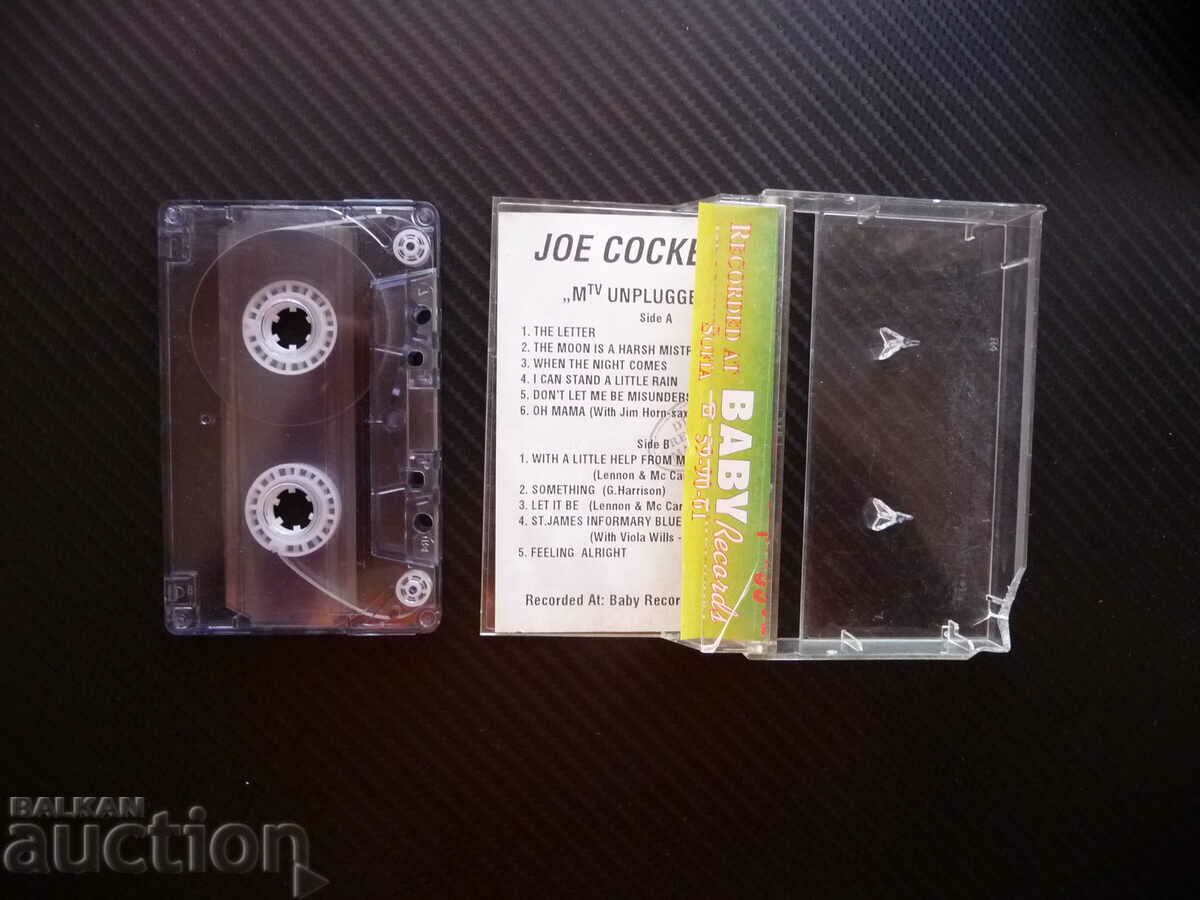 JOE COCKE
„MTV UNPLUGGE
Side A
1. THE LETTER
2. THE MOON IS A HARSH MISTR
3. WHEN THE NIGHT COMES
4. I CAN STAND A LITTLE RAIN
5. DON'T LET ME BE MISUNDERS
6. OH MAMA (With Jim Horn-sax
Side B
1. WITH A LITTLE HELP FROM M
(Lennon & Mc Car
2. SOMETHING (G.Harrison)
3. LET IT BE (Lennon & Mc Car
4. ST.JAMES INFORMARY BLUE
(With Viola Wills -
5. FEELING ALRIGHT
Recorded At: Baby Recor
RECORDED AT
BABY Records
SOFIA
BALKAN
auction